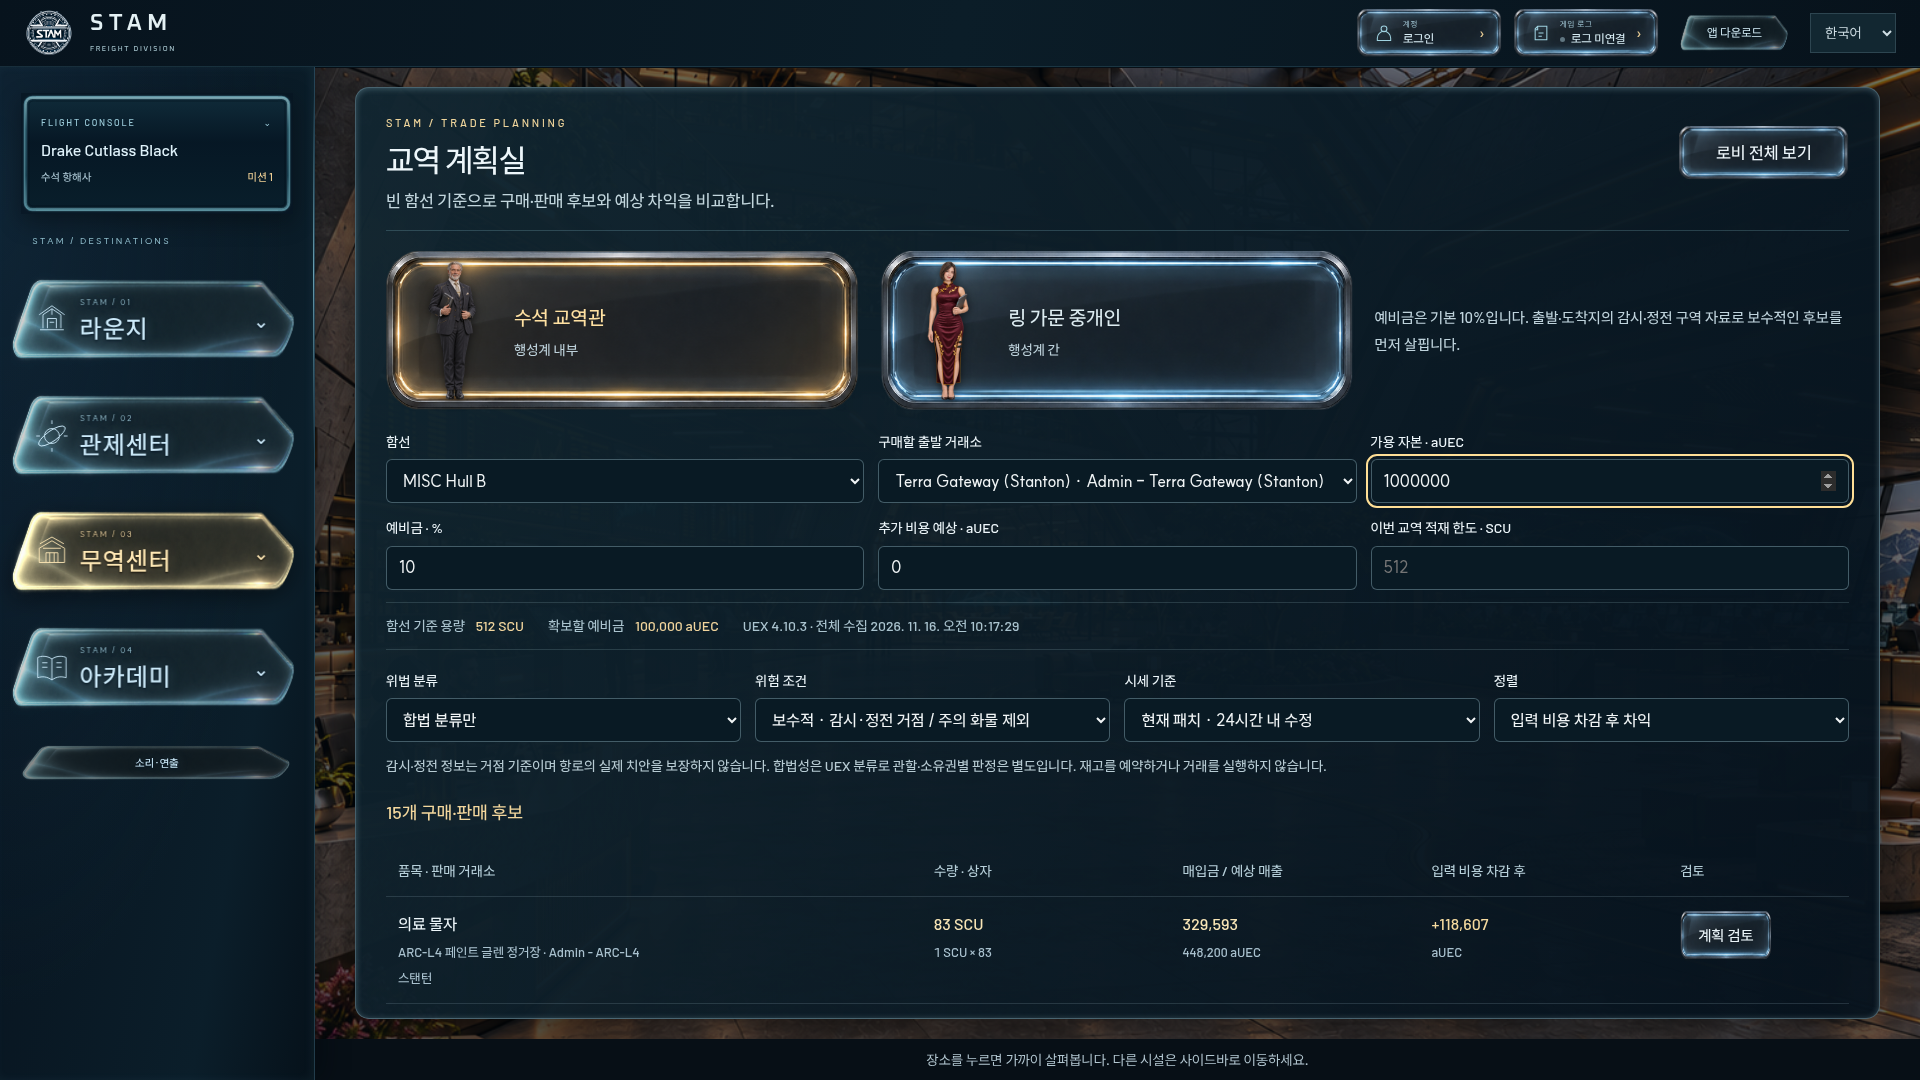 STAM
FREIGHT DIVISION
계정
로그인
게임 로그
로그 미연결
앱 다운로드
한국어
FLIGHT CONSOLE
Drake Cutlass Black
수석 항해사
미션 1
STAM / DESTINATIONS
STAM / 01
라운지
STAM / 02
관제센터
STAM / 03
무역센터
STAM / 04
아카데미
소리·연출
STAM / TRADE PLANNING
교역 계획실
빈 함선 기준으로 구매·판매 후보와 예상 차익을 비교합니다.
로비 전체 보기
수석 교역관
행성계 내부
링 가문 중개인
행성계 간
예비금은 기본 10%입니다. 출발·도착지의 감시·정전 구역 자료로 보수적인 후보를
먼저 살핍니다.
함선
구매할 출발 거래소
가용 자본 · aUEC
MISC Hull B
Terra Gateway (Stanton) · Admin - Terra Gateway (Stanton)
1000000
예비금 · %
추가 비용 예상 · aUEC
이번 교역 적재 한도 · SCU
10
0
512
함선 기준 용량 512 SCU 확보할 예비금 100,000 aUEC UEX 4.10.3 · 전체 수집 2026. 11. 16. 오전 10:17:29
위법 분류
위험 조건
시세 기준
정렬
합법 분류만
보수적 · 감시·정전 거점 / 주의 화물 제외
현재 패치 · 24시간 내 수정
입력 비용 차감 후 차익
감시·정전 정보는 거점 기준이며 항로의 실제 치안을 보장하지 않습니다. 합법성은 UEX 분류로 관할·소유권별 판정은 별도입니다. 재고를 예약하거나 거래를 실행하지 않습니다.
15개 구매·판매 후보
품목 · 판매 거래소
수량 · 상자
매입금 / 예상 매출
입력 비용 차감 후
검토
의료 물자
83 SCU
329,593
+118,607
계획 검토
ARC-L4 페인트 글렌 정거장 · Admin - ARC-L4
1 SCU × 83
448,200 aUEC
aUEC
스탠턴
장소를 누르면 가까이 살펴봅니다. 다른 시설은 사이드바로 이동하세요.